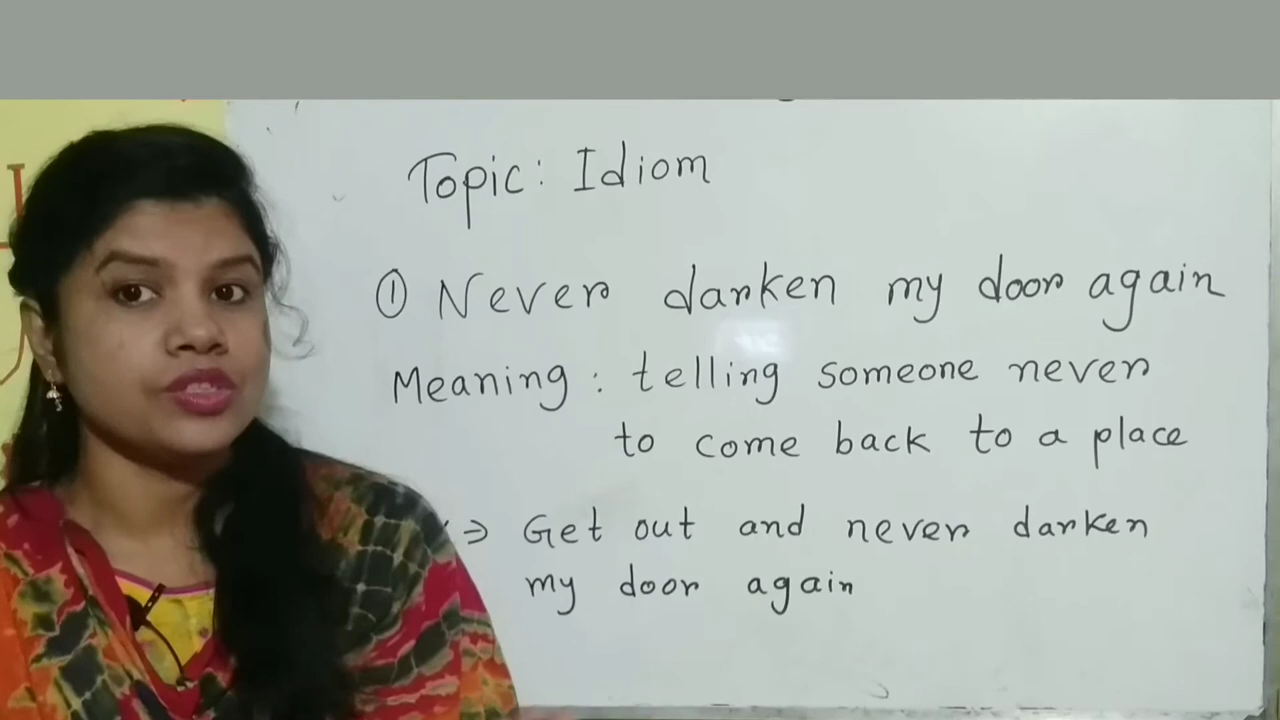 Topic: Idiom
① Never darken my door again
Meaning: telling someone never
to come back to a place
⇒ Get out and never darken
my door again